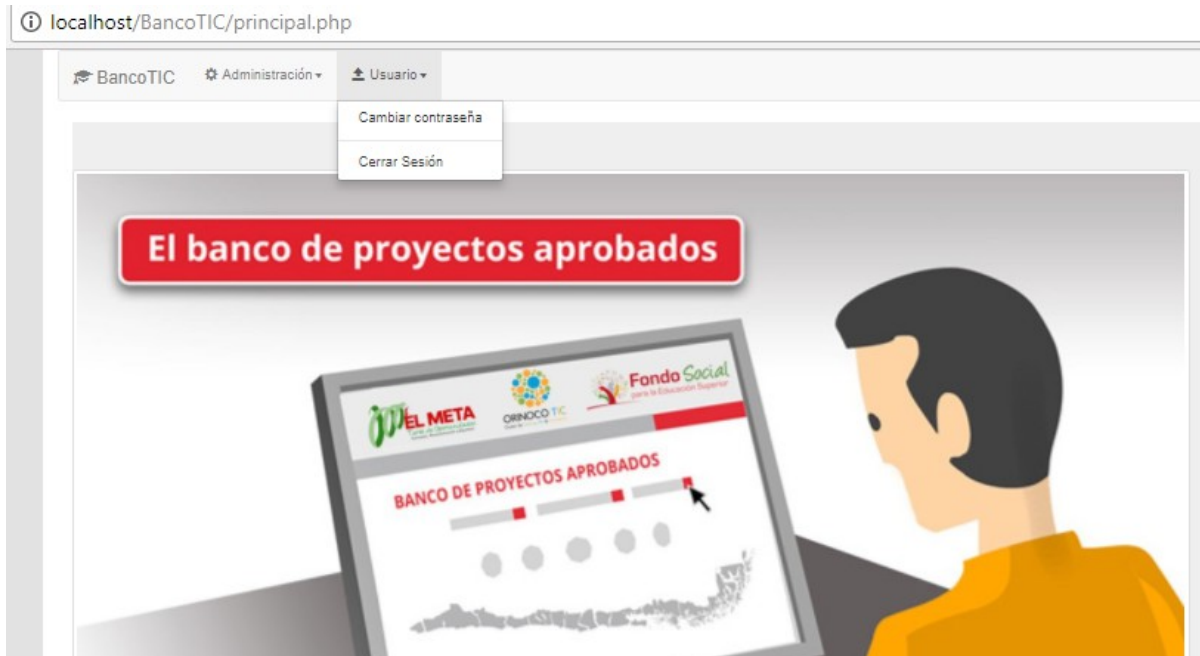 localhost/BancoTIC/principal.php
BancoTIC Administración Usuario
Cambiar contraseña
Cerrar Sesión
El banco de proyectos aprobados
EL META
ORINOCO TIC
Fondo Social
para la Educación Superior
BANCO DE PROYECTOS APROBADOS